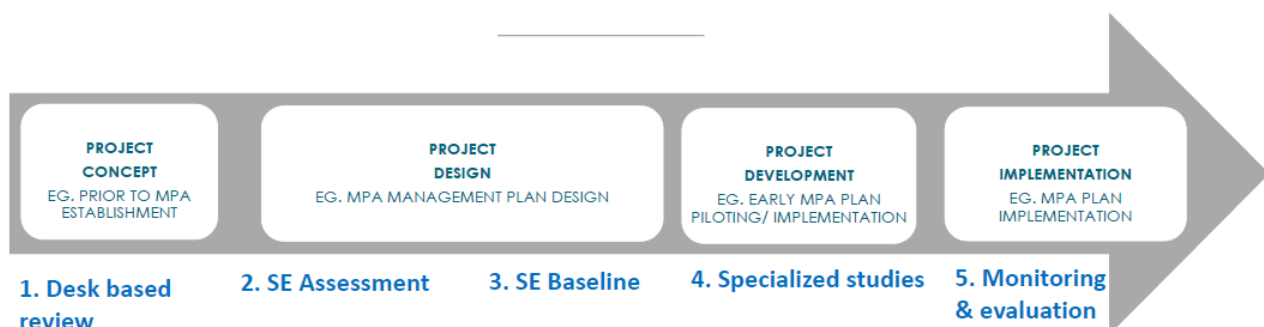 PROJECT
CONCEPT
EG. PRIOR TO MPA
ESTABLISHMENT
PROJECT
DESIGN
EG. MPA MANAGEMENT PLAN DESIGN
PROJECT
DEVELOPMENT
EG. EARLY MPA PLAN
PILOTING/ IMPLEMENTATION
PROJECT
IMPLEMENTATION
EG. MPA PLAN
IMPLEMENTATION
1. Desk based
review
2. SE Assessment
3. SE Baseline
4. Specialized studies
5. Monitoring
& evaluation